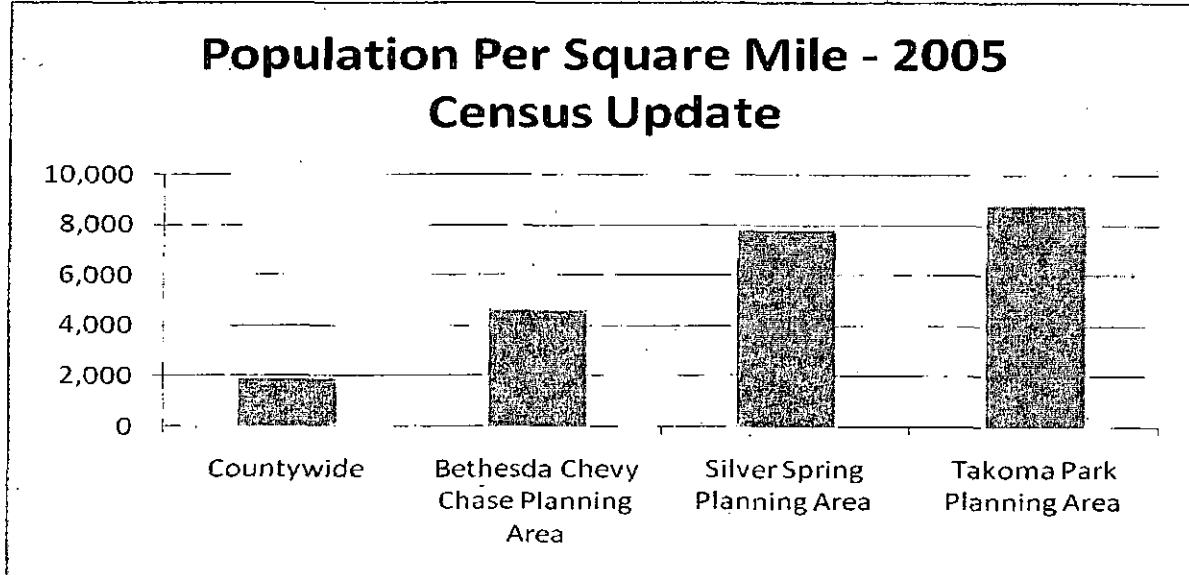 Population Per Square Mile - 2005
Census Update
10,000
8,000
6,000
4,000
2,000
0
Countywide
Bethesda Chevy
Chase Planning
Area
Silver Spring
Planning Area
Takoma Park
Planning Area